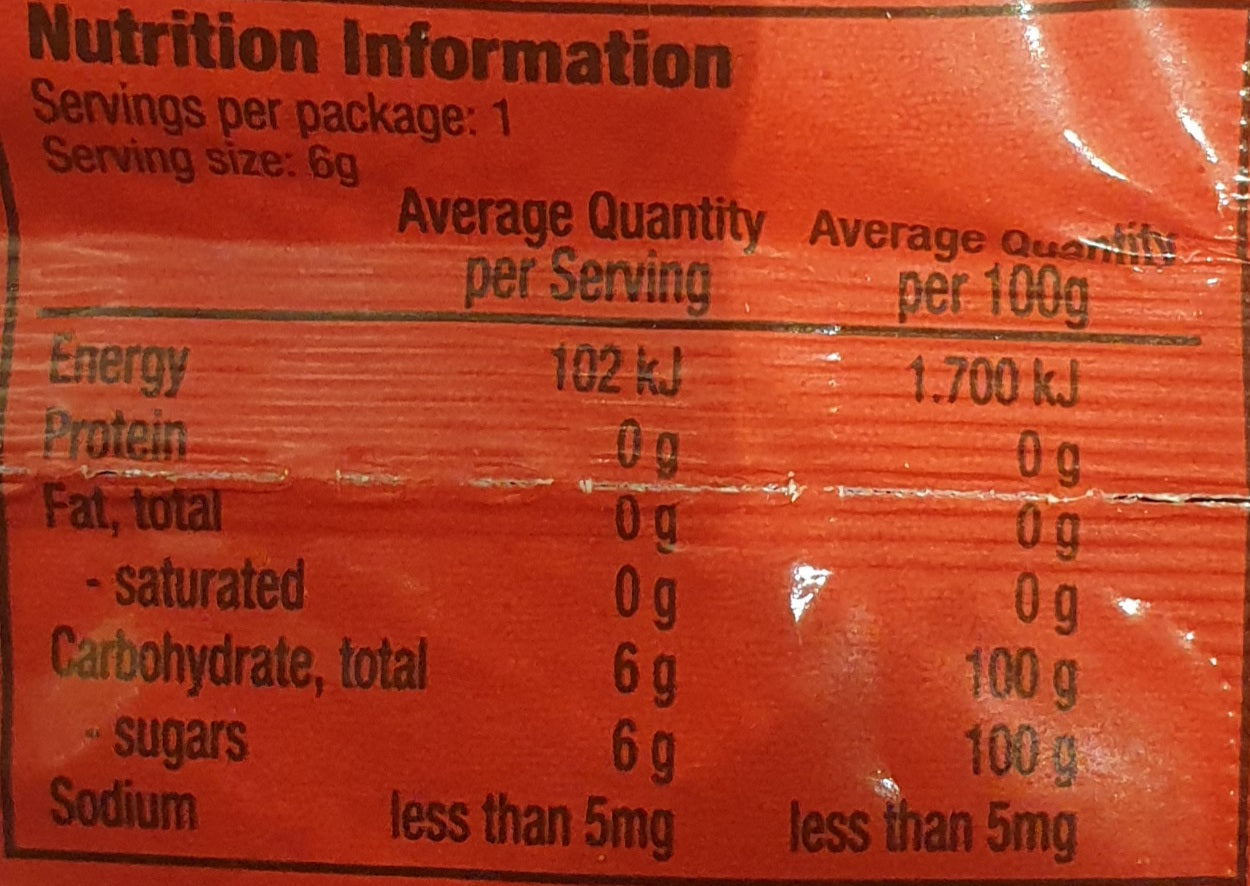 Nutrition Information
Servings per package: 1
Serving size: 6g
Average Quantity Average Quantity
per Serving per 100g
Energy 102 kJ 1.700 kJ
Protein 0 g 0 g
Fat, total 0 g 0 g
- saturated 0 g 0 g
Carbohydrate, total 6 g 100 g
- sugars 6 g 100 g
Sodium less than 5mg less than 5mg